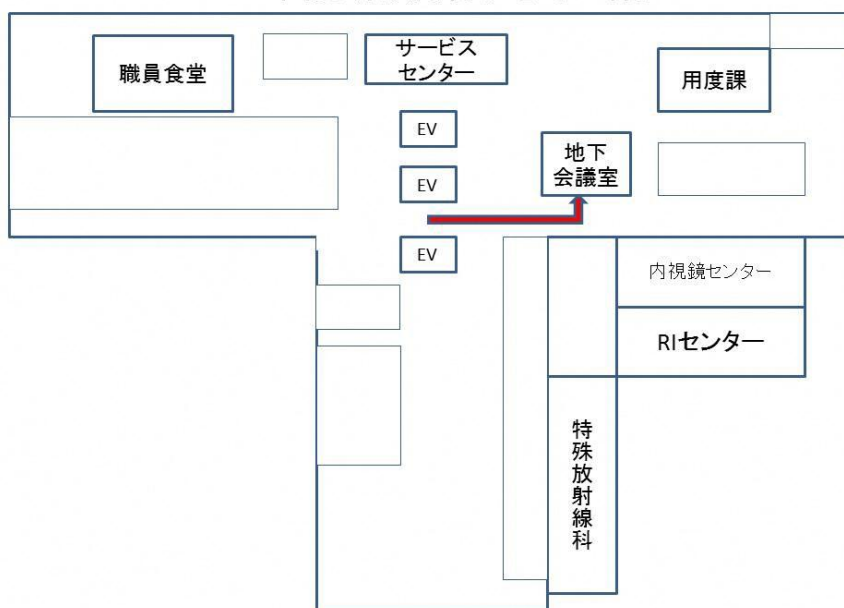 職員食堂
サービス
センター
用度課
EV
地下
会議室
EV
EV
内視鏡センター
RIセンター
特殊放射線科